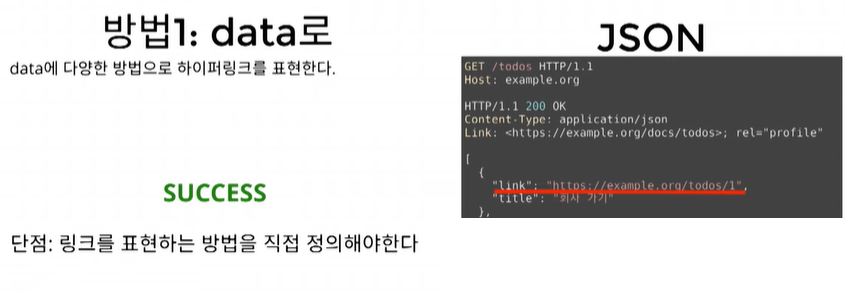 방법1: data로
data에 다양한 방법으로 하이퍼링크를 표현한다.
SUCCESS
단점: 링크를 표현하는 방법을 직접 정의해야한다
JSON
GET /todos HTTP/1.1
Host: example.org
HTTP/1.1 200 OK
Content-Type: application/json
Link: <https://example.org/docs/todos>; rel="profile"
[
{
"link": "https://example.org/todos/1",
"title": "회사 가기"
},